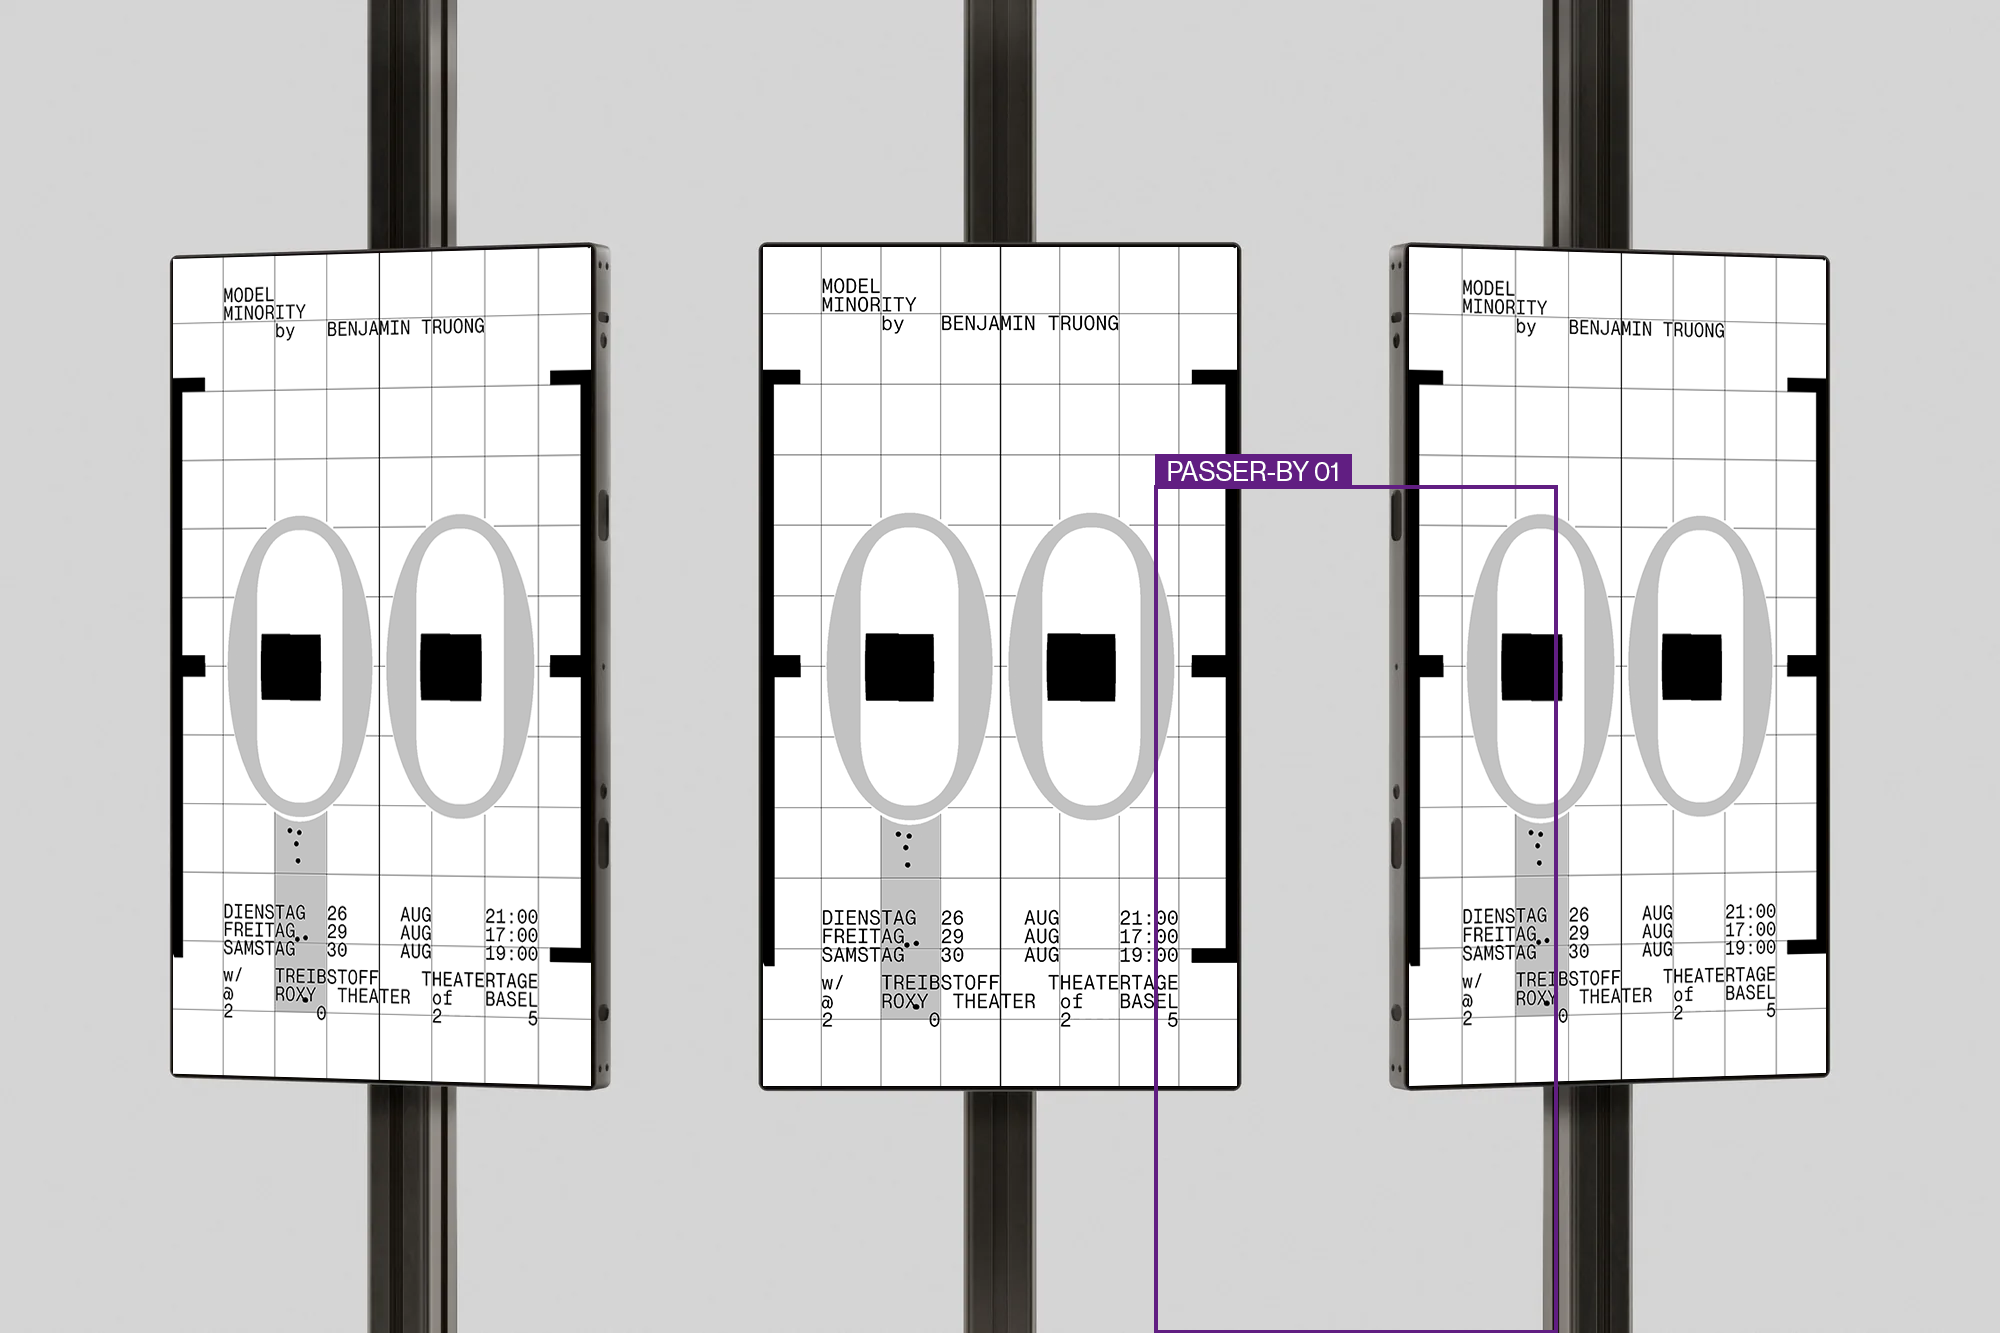 MODEL
MINORITY
by BENJAMIN TRUONG
DIENSTAG 26 AUG 21:00
FREITAG 29 AUG 17:00
SAMSTAG 30 AUG 19:00
w/ TREIBSTOFF THEATERTAGE
@ ROXY THEATER of BASEL
2 0 2 5
MODEL
MINORITY
by BENJAMIN TRUONG
DIENSTAG 26 AUG 21:00
FREITAG 29 AUG 17:00
SAMSTAG 30 AUG 19:00
w/ TREIBSTOFF THEATERTAGE
@ ROXY THEATER of BASEL
2 0 2 5
PASSER-BY 01
MODEL
MINORITY
by BENJAMIN TRUONG
DIENSTAG 26 AUG 21:00
FREITAG 29 AUG 17:00
SAMSTAG 30 AUG 19:00
w/ TREIBSTOFF THEATERTAGE
@ ROXY THEATER of BASEL
2 0 2 5